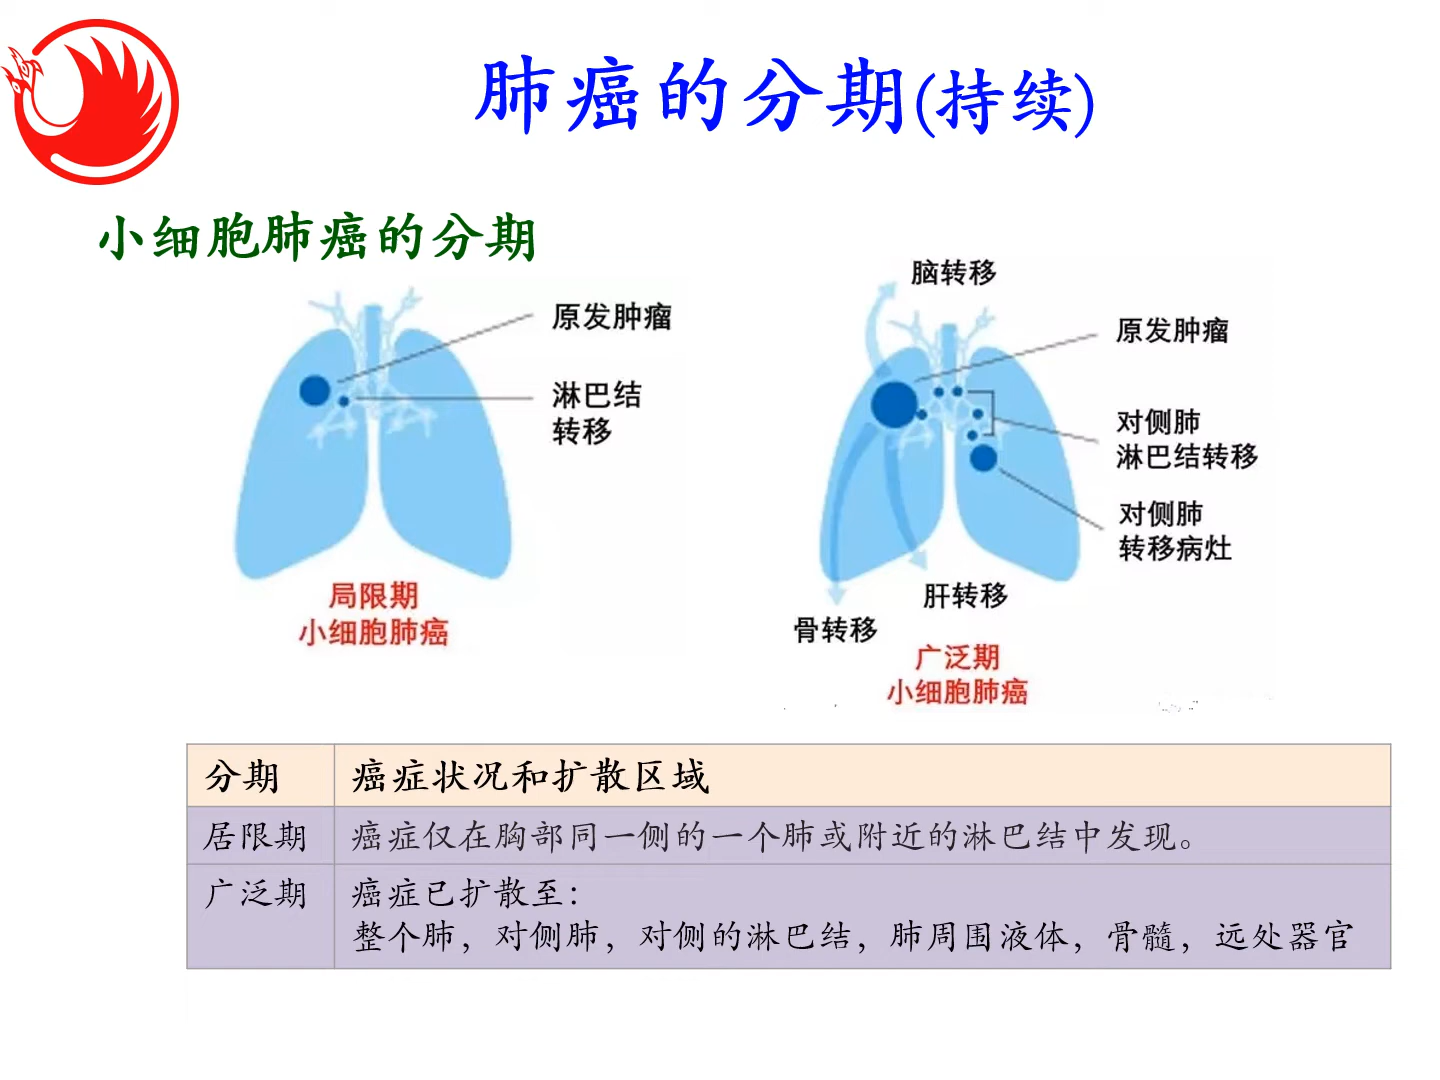 肺癌的分期(持续)
小细胞肺癌的分期
原发肿瘤
淋巴结
转移
局限期
小细胞肺癌
脑转移
原发肿瘤
对侧肺
淋巴结转移
对侧肺
转移病灶
肝转移
骨转移
广泛期
小细胞肺癌
分期 癌症状况和扩散区域
居限期 癌症仅在胸部同一侧的一个肺或附近的淋巴结中发现。
广泛期 癌症已扩散至:
整个肺，对侧肺，对侧的淋巴结，肺周围液体，骨髓，远处器官